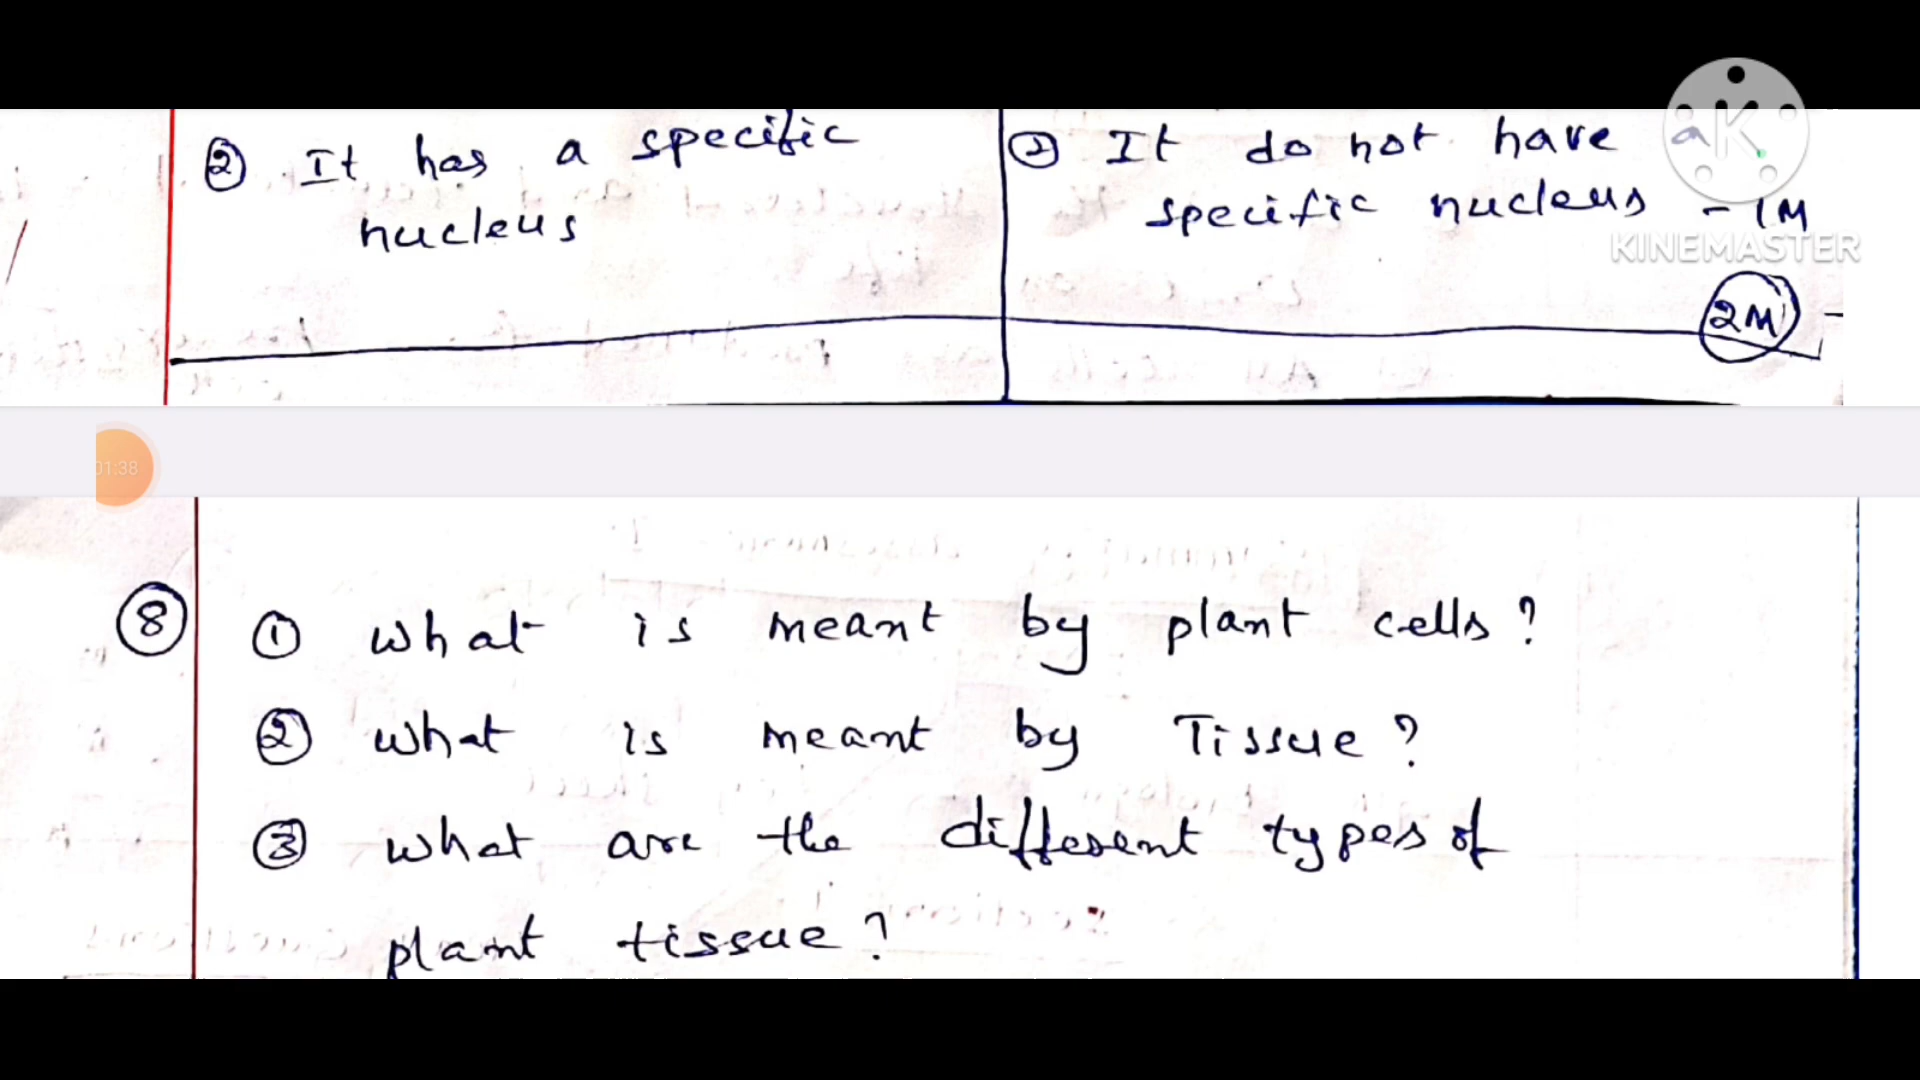 ② It has a specific
nucleus
② It do not have a
specific nucleus - 1M
KINEMASTER
2M
01:38
⑧ ① what is meant by plant cells?
② what is meant by Tissue?
③ what are the different types of
plant tissue?